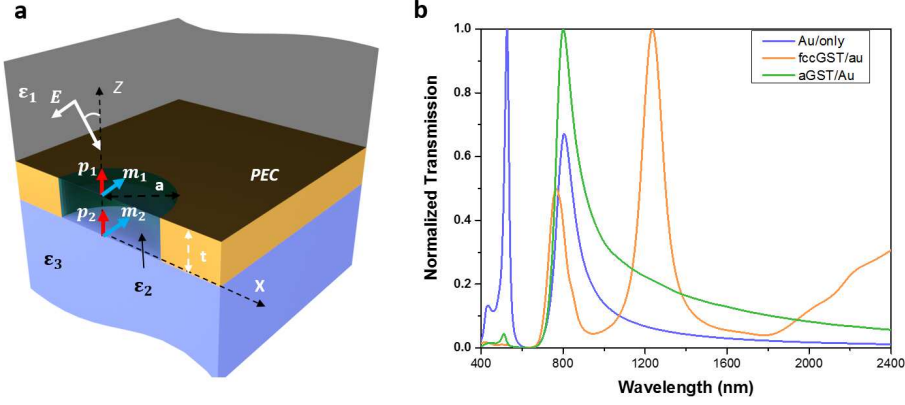 a
ε₁
E
Z
p₁
m₁
a
PEC
p₂
m₂
t
ε₃
ε₂
X
b
Normalized Transmission
1.0
0.8
0.6
0.4
0.2
0.0
Au/only
fccGST/au
aGST/Au
400 800 1200 1600 2000 2400
Wavelength (nm)